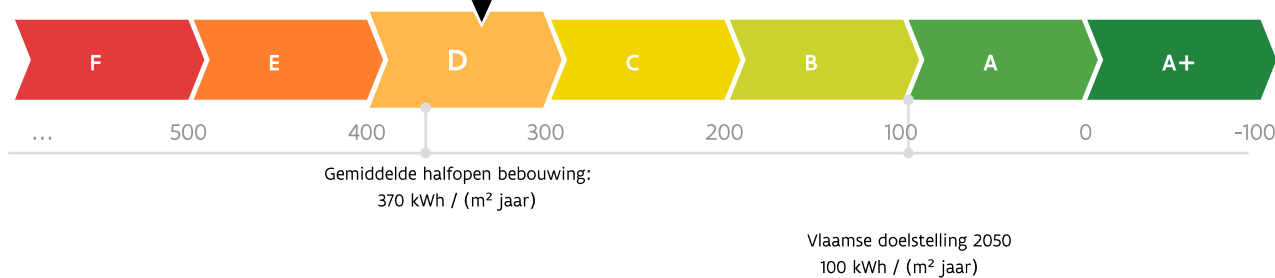 F E D C B A A+
... 500 400 300 200 100 0 -100
Gemiddelde halfopen bebouwing:
370 kWh / (m² jaar)
Vlaamse doelstelling 2050
100 kWh / (m² jaar)